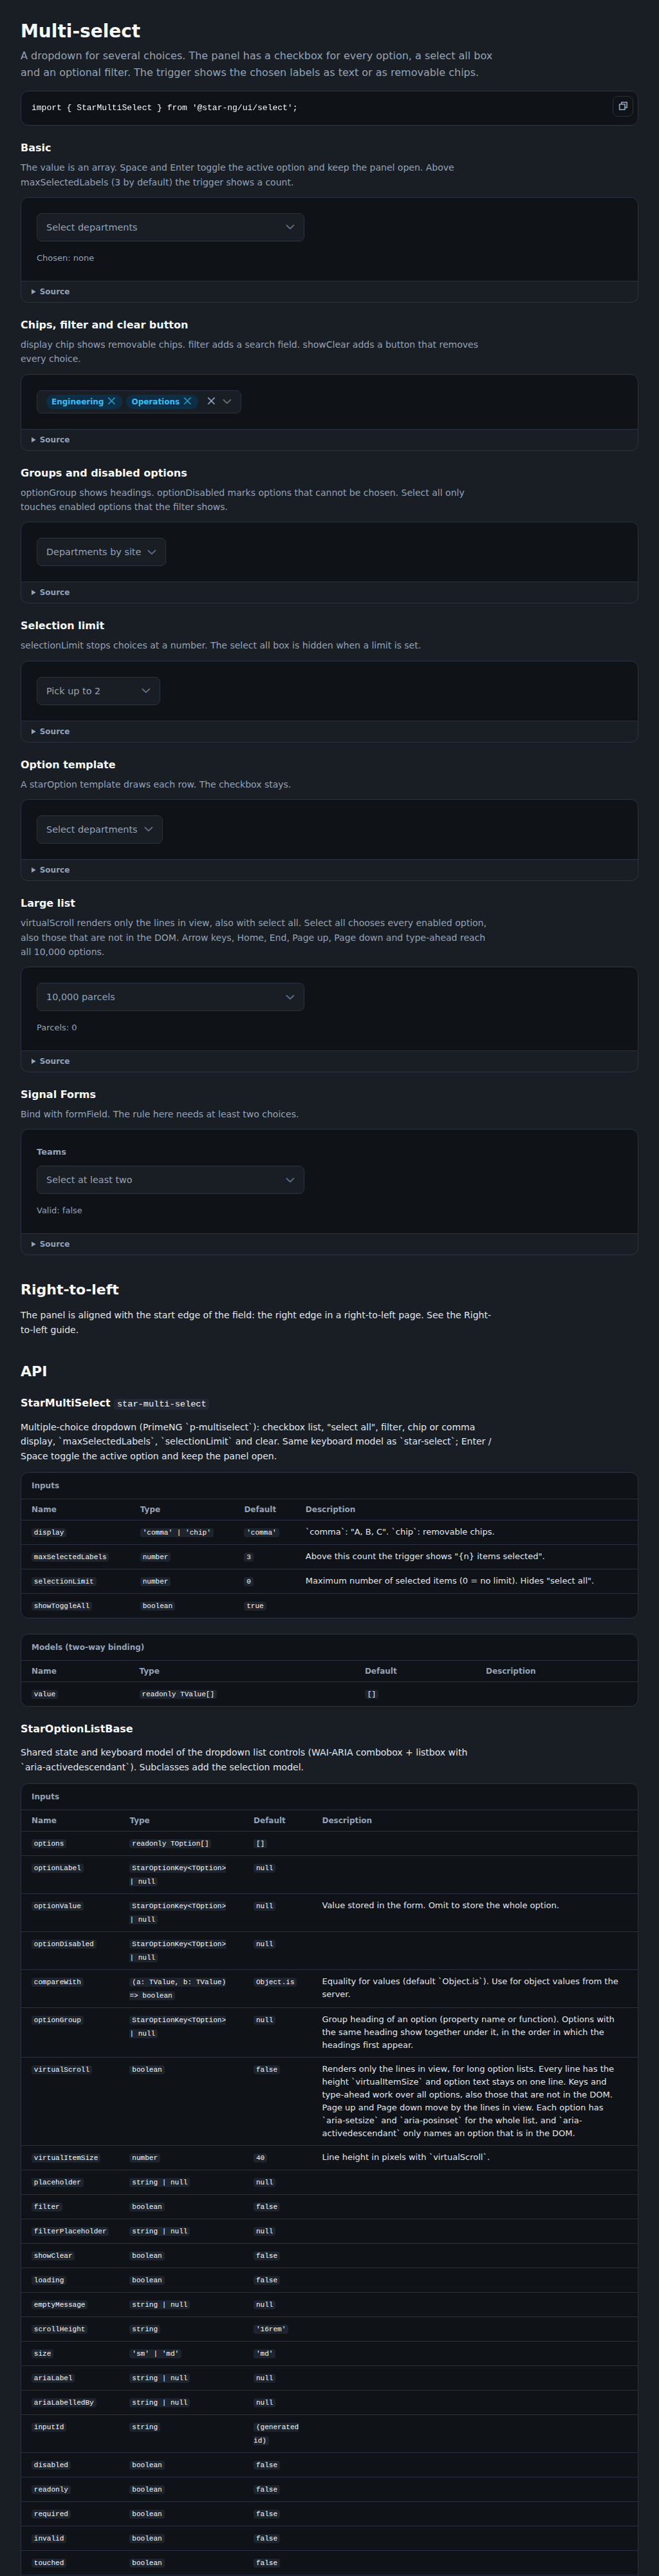 Multi-select
A dropdown for several choices. The panel has a checkbox for every option, a select all box
and an optional filter. The trigger shows the chosen labels as text or as removable chips.
import { StarMultiSelect } from '@star-ng/ui/select';
Basic
The value is an array. Space and Enter toggle the active option and keep the panel open. Above
maxSelectedLabels (3 by default) the trigger shows a count.
Select departments
Chosen: none
Source
Chips, filter and clear button
display chip shows removable chips. filter adds a search field. showClear adds a button that removes
every choice.
Engineering Operations
Source
Groups and disabled options
optionGroup shows headings. optionDisabled marks options that cannot be chosen. Select all only
touches enabled options that the filter shows.
Departments by site
Source
Selection limit
selectionLimit stops choices at a number. The select all box is hidden when a limit is set.
Pick up to 2
Source
Option template
A starOption template draws each row. The checkbox stays.
Select departments
Source
Large list
virtualScroll renders only the lines in view, also with select all. Select all chooses every enabled option,
also those that are not in the DOM. Arrow keys, Home, End, Page up, Page down and type-ahead reach
all 10,000 options.
10,000 parcels
Parcels: 0
Source
Signal Forms
Bind with formField. The rule here needs at least two choices.
Teams
Select at least two
Valid: false
Source
Right-to-left
The panel is aligned with the start edge of the field: the right edge in a right-to-left page. See the Right-
to-left guide.
API
StarMultiSelect star-multi-select
Multiple-choice dropdown (PrimeNG `p-multiselect`): checkbox list, "select all", filter, chip or comma
display, `maxSelectedLabels`, `selectionLimit` and clear. Same keyboard model as `star-select`; Enter /
Space toggle the active option and keep the panel open.
Inputs
Name Type Default Description
display 'comma' | 'chip' 'comma' `comma`: "A, B, C". `chip`: removable chips.
maxSelectedLabels number 3 Above this count the trigger shows "{n} items selected".
selectionLimit number 0 Maximum number of selected items (0 = no limit). Hides "select all".
showToggleAll boolean true
Models (two-way binding)
Name Type Default Description
value readonly TValue[] []
StarOptionListBase
Shared state and keyboard model of the dropdown list controls (WAI-ARIA combobox + listbox with
`aria-activedescendant`). Subclasses add the selection model.
Inputs
Name Type Default Description
options readonly TOption[] []
optionLabel StarOptionKey<TOption> | null null
optionValue StarOptionKey<TOption> | null null Value stored in the form. Omit to store the whole option.
optionDisabled StarOptionKey<TOption> | null null
compareWith (a: TValue, b: TValue) => boolean Object.is Equality for values (default `Object.is`). Use for object values from the
server.
optionGroup StarOptionKey<TOption> | null null Group heading of an option (property name or function). Options with
the same heading show together under it, in the order in which the
headings first appear.
virtualScroll boolean false Renders only the lines in view, for long option lists. Every line has the
height `virtualItemSize` and option text stays on one line. Keys and
type-ahead work over all options, also those that are not in the DOM.
Page up and Page down move by the lines in view. Each option has
`aria-setsize` and `aria-posinset` for the whole list, and `aria-
activedescendant` only names an option that is in the DOM.
virtualItemSize number 40 Line height in pixels with `virtualScroll`.
placeholder string | null null
filter boolean false
filterPlaceholder string | null null
showClear boolean false
loading boolean false
emptyMessage string | null null
scrollHeight string '16rem'
size 'sm' | 'md' 'md'
ariaLabel string | null null
ariaLabelledBy string | null null
inputId string (generated id)
disabled boolean false
readonly boolean false
required boolean false
invalid boolean false
touched boolean false